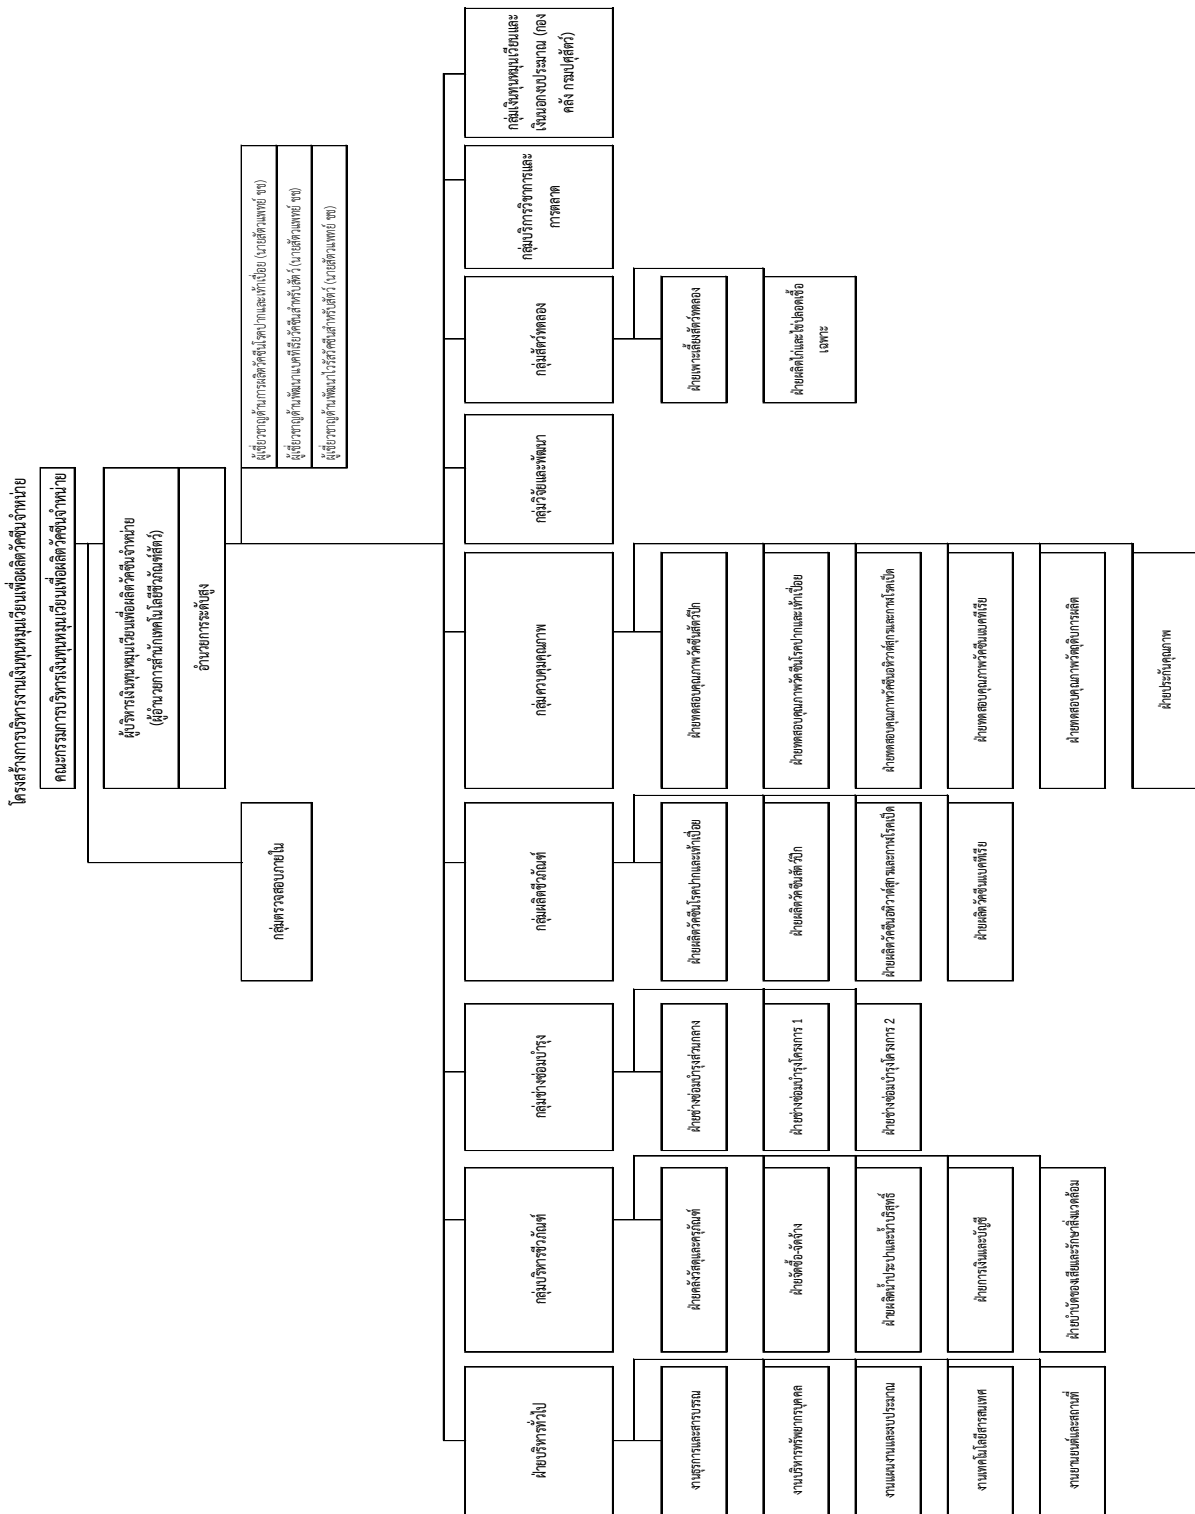 โครงสร้างการบริหารงานเงินทุนหมุนเวียนเพื่อผลิตวัคซีนจำหน่าย
คณะกรรมการบริหารเงินทุนหมุนเวียนเพื่อผลิตวัคซีนจำหน่าย
ผู้บริหารเงินทุนหมุนเวียนเพื่อผลิตวัคซีนจำหน่าย
(ผู้อำนวยการสำนักเทคโนโลยีชีวภัณฑ์สัตว์)
อำนวยการระดับสูง
กลุ่มตรวจสอบภายใน
ผู้เชี่ยวชาญด้านการผลิตวัคซีนโรคปากและเท้าเปื่อย (นายสัตวแพทย์ ชช)
ผู้เชี่ยวชาญด้านพัฒนาแบคทีเรียวัคซีนสำหรับสัตว์ (นายสัตวแพทย์ ชช)
ผู้เชี่ยวชาญด้านพัฒนาไวรัสวัคซีนสำหรับสัตว์ (นายสัตวแพทย์ ชช)
ฝ่ายบริหารทั่วไป
งานธุรการและสารบรรณ
งานบริหารทรัพยากรบุคคล
งานแผนงานและงบประมาณ
งานเทคโนโลยีสารสนเทศ
งานยานยนต์และสถานที่
กลุ่มบริหารชีวภัณฑ์
ฝ่ายคลังวัสดุและครุภัณฑ์
ฝ่ายจัดซื้อ-จัดจ้าง
ฝ่ายผลิตน้ำประปาและน้ำบริสุทธิ์
ฝ่ายการเงินและบัญชี
ฝ่ายบำบัดของเสียและรักษาสิ่งแวดล้อม
กลุ่มช่างซ่อมบำรุง
ฝ่ายช่างซ่อมบำรุงส่วนกลาง
ฝ่ายช่างซ่อมบำรุงโครงการ 1
ฝ่ายช่างซ่อมบำรุงโครงการ 2
กลุ่มผลิตชีวภัณฑ์
ฝ่ายผลิตวัคซีนโรคปากและเท้าเปื่อย
ฝ่ายผลิตวัคซีนสัตว์ปีก
ฝ่ายผลิตวัคซีนอหิวาต์สุกรและกาฬโรคเป็ด
ฝ่ายผลิตวัคซีนแบคทีเรีย
กลุ่มควบคุมคุณภาพ
ฝ่ายทดสอบคุณภาพวัคซีนสัตว์ปีก
ฝ่ายทดสอบคุณภาพวัคซีนโรคปากและเท้าเปื่อย
ฝ่ายทดสอบคุณภาพวัคซีนอหิวาต์สุกรและกาฬโรคเป็ด
ฝ่ายทดสอบคุณภาพวัคซีนแบคทีเรีย
ฝ่ายทดสอบคุณภาพวัตถุดิบการผลิต
ฝ่ายประกันคุณภาพ
กลุ่มวิจัยและพัฒนา
กลุ่มสัตว์ทดลอง
ฝ่ายเพาะเลี้ยงสัตว์ทดลอง
ฝ่ายผลิตไก่และไข่ปลอดเชื้อ
เฉพาะ
กลุ่มบริการวิชาการและ
การตลาด
กลุ่มเงินทุนหมุนเวียนและ
เงินนอกงบประมาณ (กอง
คลัง กรมปศุสัตว์)